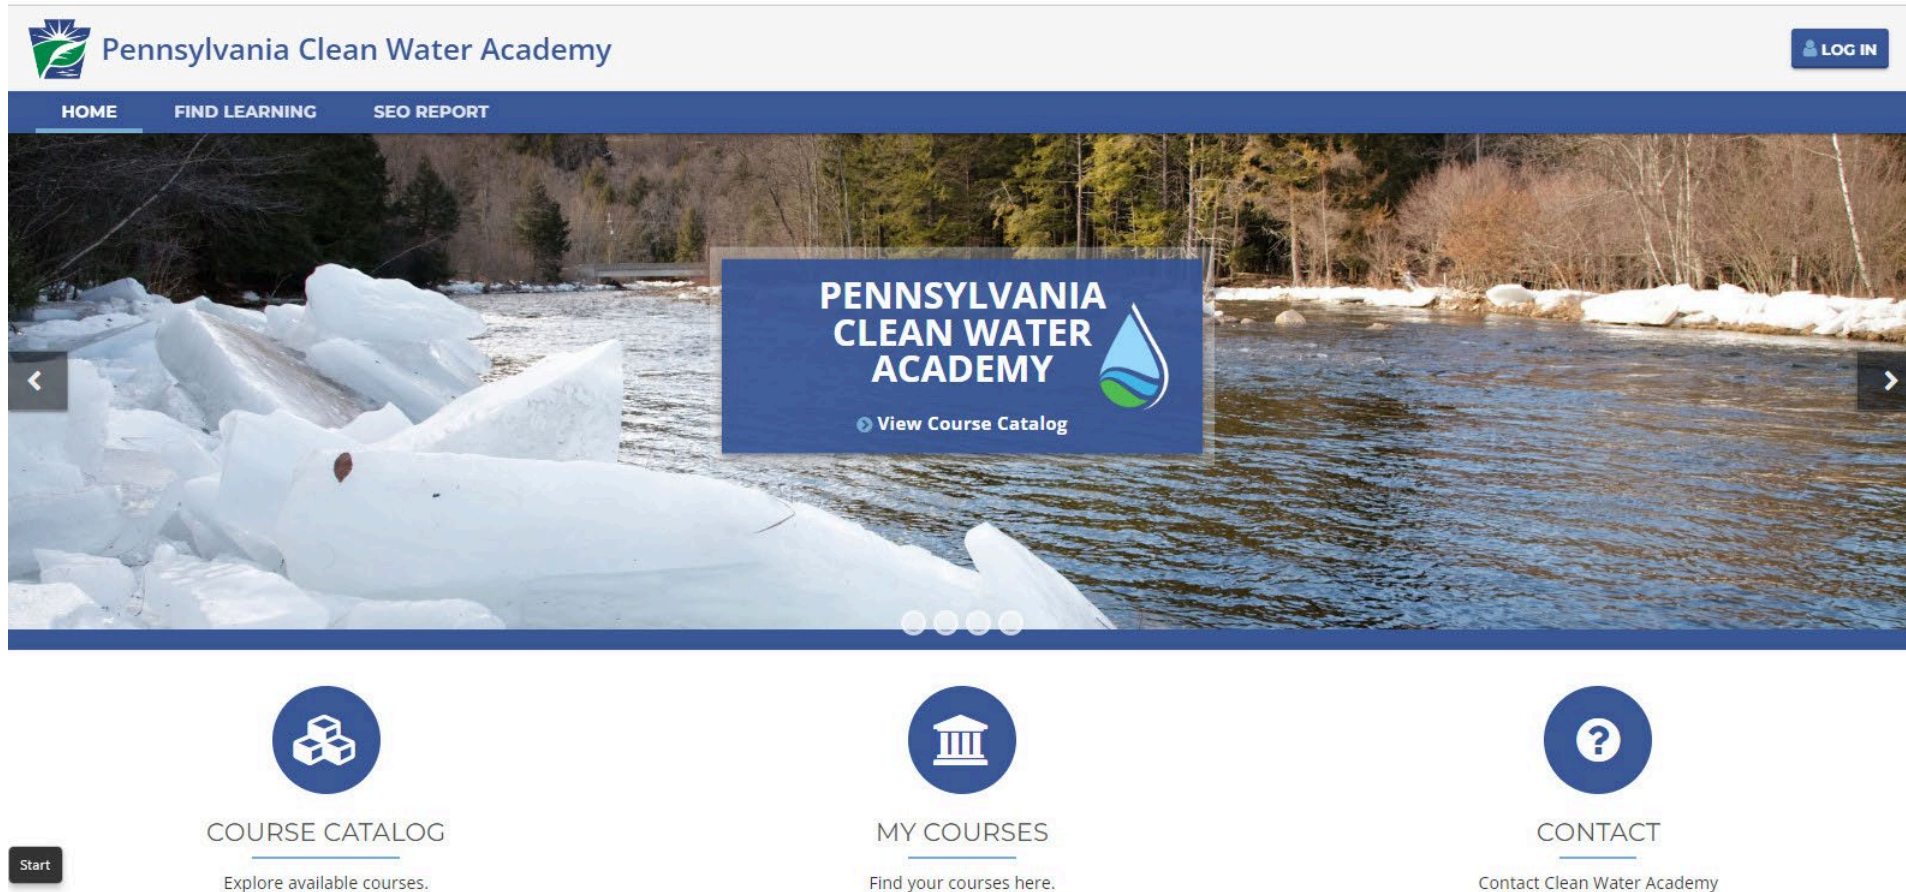 Pennsylvania Clean Water Academy
LOG IN
HOME FIND LEARNING SEO REPORT
PENNSYLVANIA
CLEAN WATER
ACADEMY
View Course Catalog
COURSE CATALOG
MY COURSES
CONTACT
Start
Explore available courses.
Find your courses here.
Contact Clean Water Academy